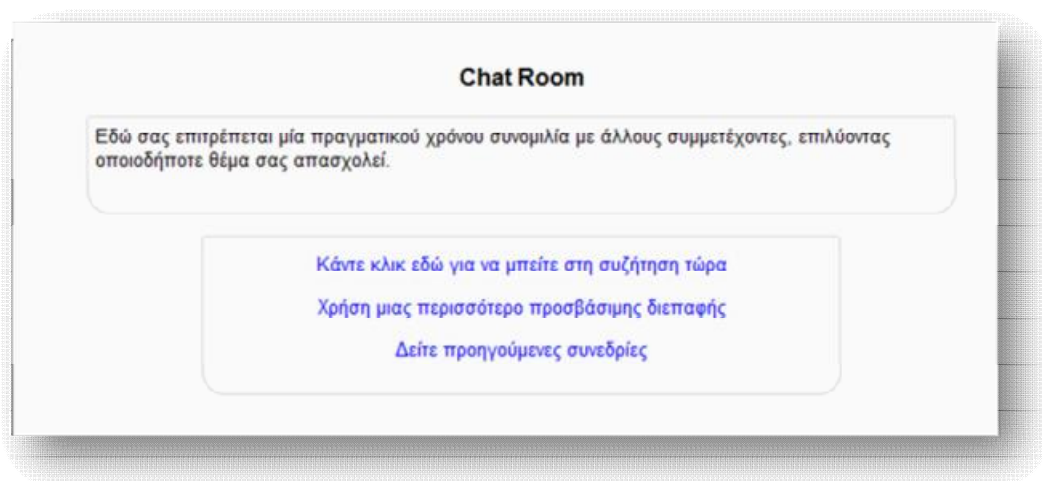 Chat Room
Εδώ σας επιτρέπεται μία πραγματικού χρόνου συνομιλία με άλλους συμμετέχοντες, επιλύοντας
οποιοδήποτε θέμα σας απασχολεί.
Κάντε κλικ εδώ για να μπείτε στη συζήτηση τώρα
Χρήση μιας περισσότερο προσβάσιμης διεπαφής
Δείτε προηγούμενες συνεδρίες